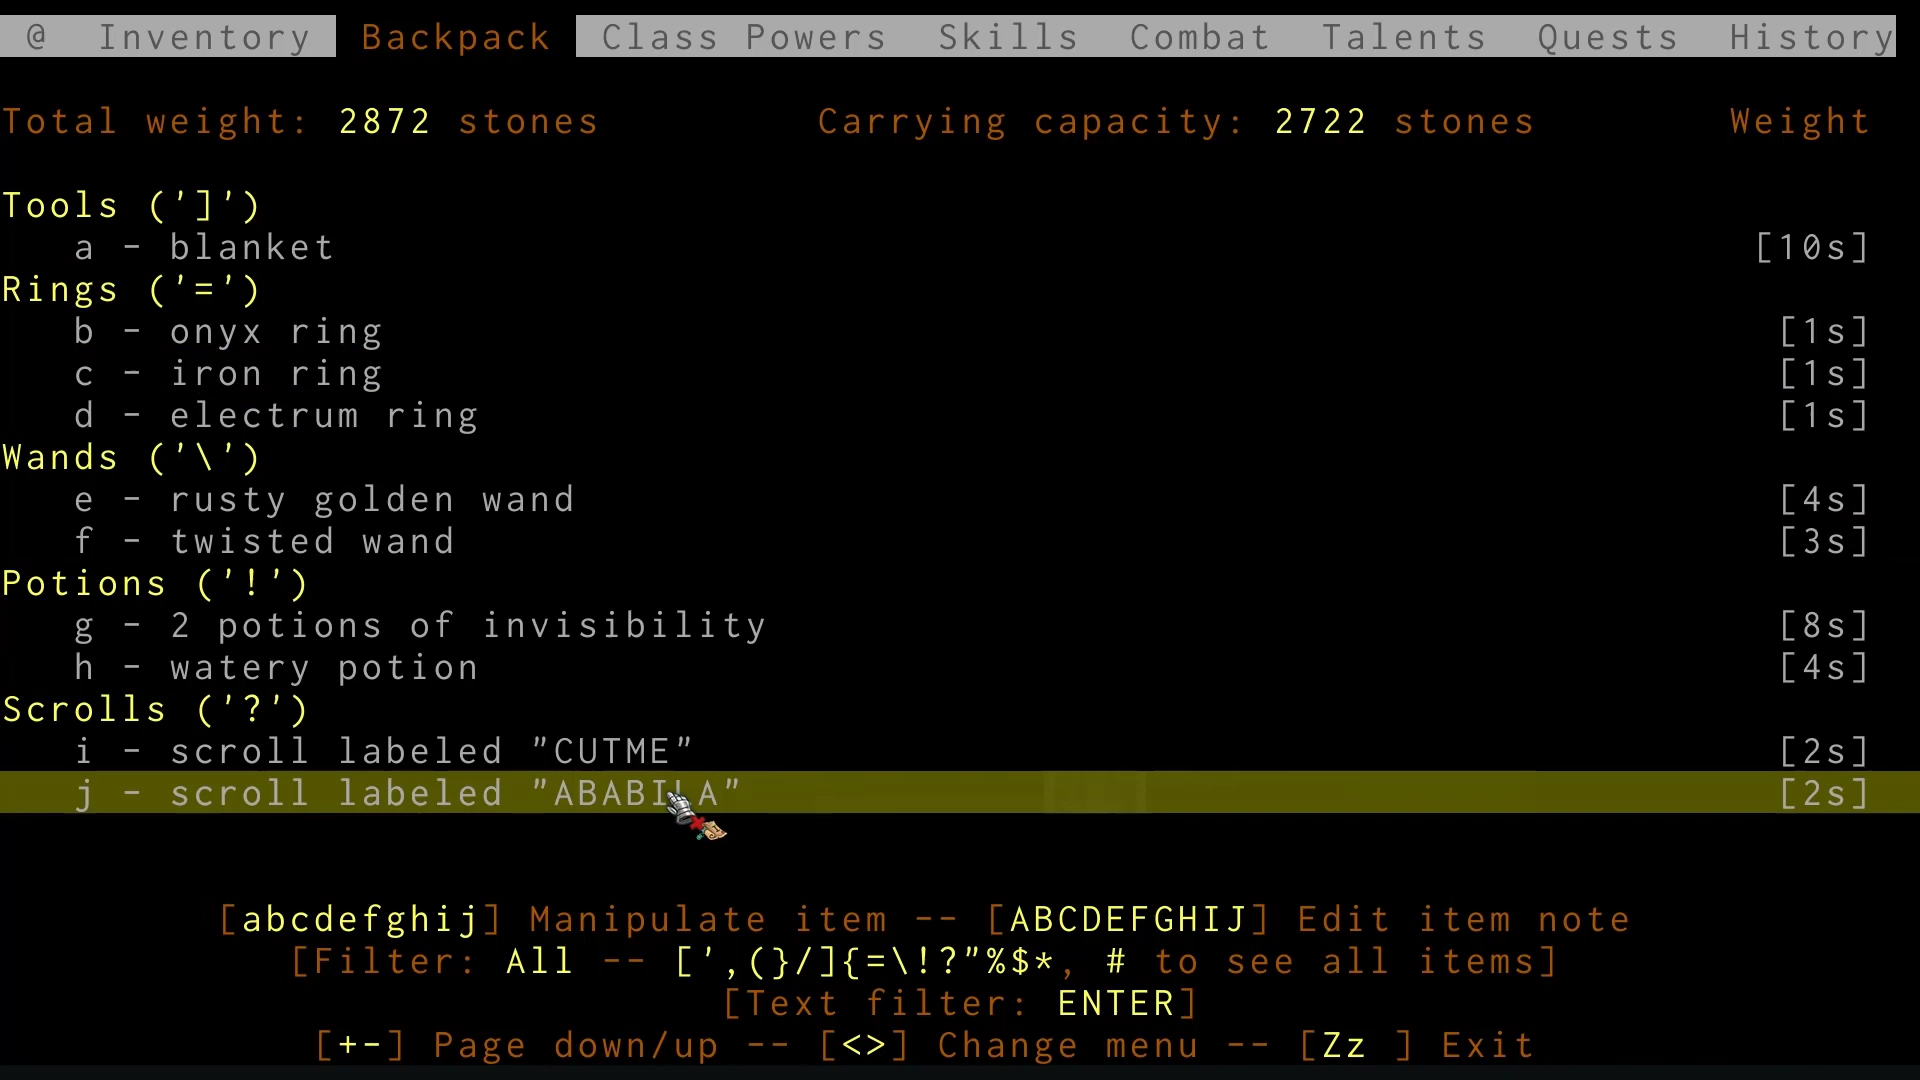 @ Inventory Backpack Class Powers Skills Combat Talents Quests History
Total weight: 2872 stones Carrying capacity: 2722 stones Weight
Tools (']')
a - blanket [10s]
Rings ('=')
b - onyx ring [1s]
c - iron ring [1s]
d - electrum ring [1s]
Wands ('\')
e - rusty golden wand [4s]
f - twisted wand [3s]
Potions ('!')
g - 2 potions of invisibility [8s]
h - watery potion [4s]
Scrolls ('?')
i - scroll labeled "CUTME" [2s]
j - scroll labeled "ABABILA" [2s]
[abcdefghij] Manipulate item -- [ABCDEFGHIJ] Edit item note
[Filter: All -- [',(}/]{=\!?"%$*, # to see all items]
[Text filter: ENTER]
[+-] Page down/up -- [<>] Change menu -- [Zz ] Exit